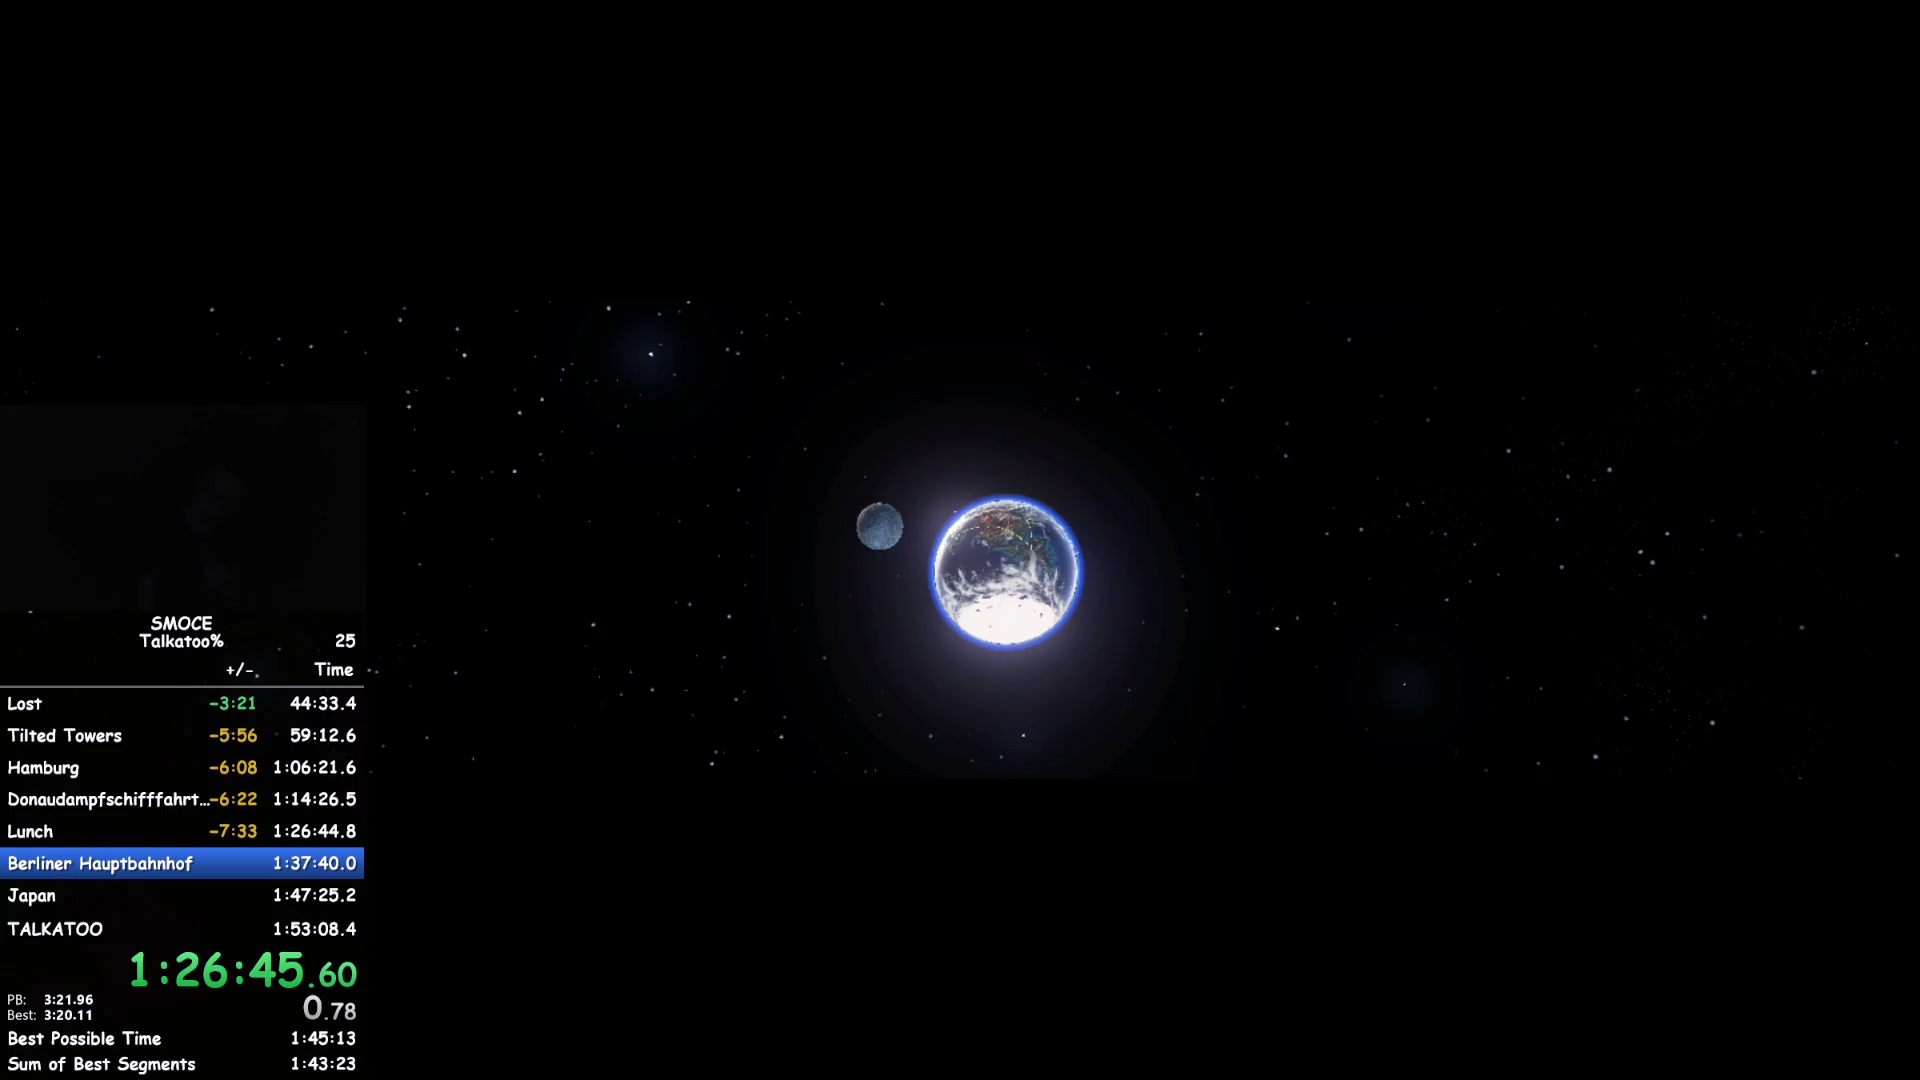 SMOCE
Talkatoo% 25
+/- Time
Lost -3:21 44:33.4
Tilted Towers -5:56 59:12.6
Hamburg -6:08 1:06:21.6
Donaudampfschifffahrt... -6:22 1:14:26.5
Lunch -7:33 1:26:44.8
Berliner Hauptbahnhof 1:37:40.0
Japan 1:47:25.2
TALKATOO 1:53:08.4
1:26:45.60
PB: 3:21.96 0.78
Best: 3:20.11
Best Possible Time 1:45:13
Sum of Best Segments 1:43:23